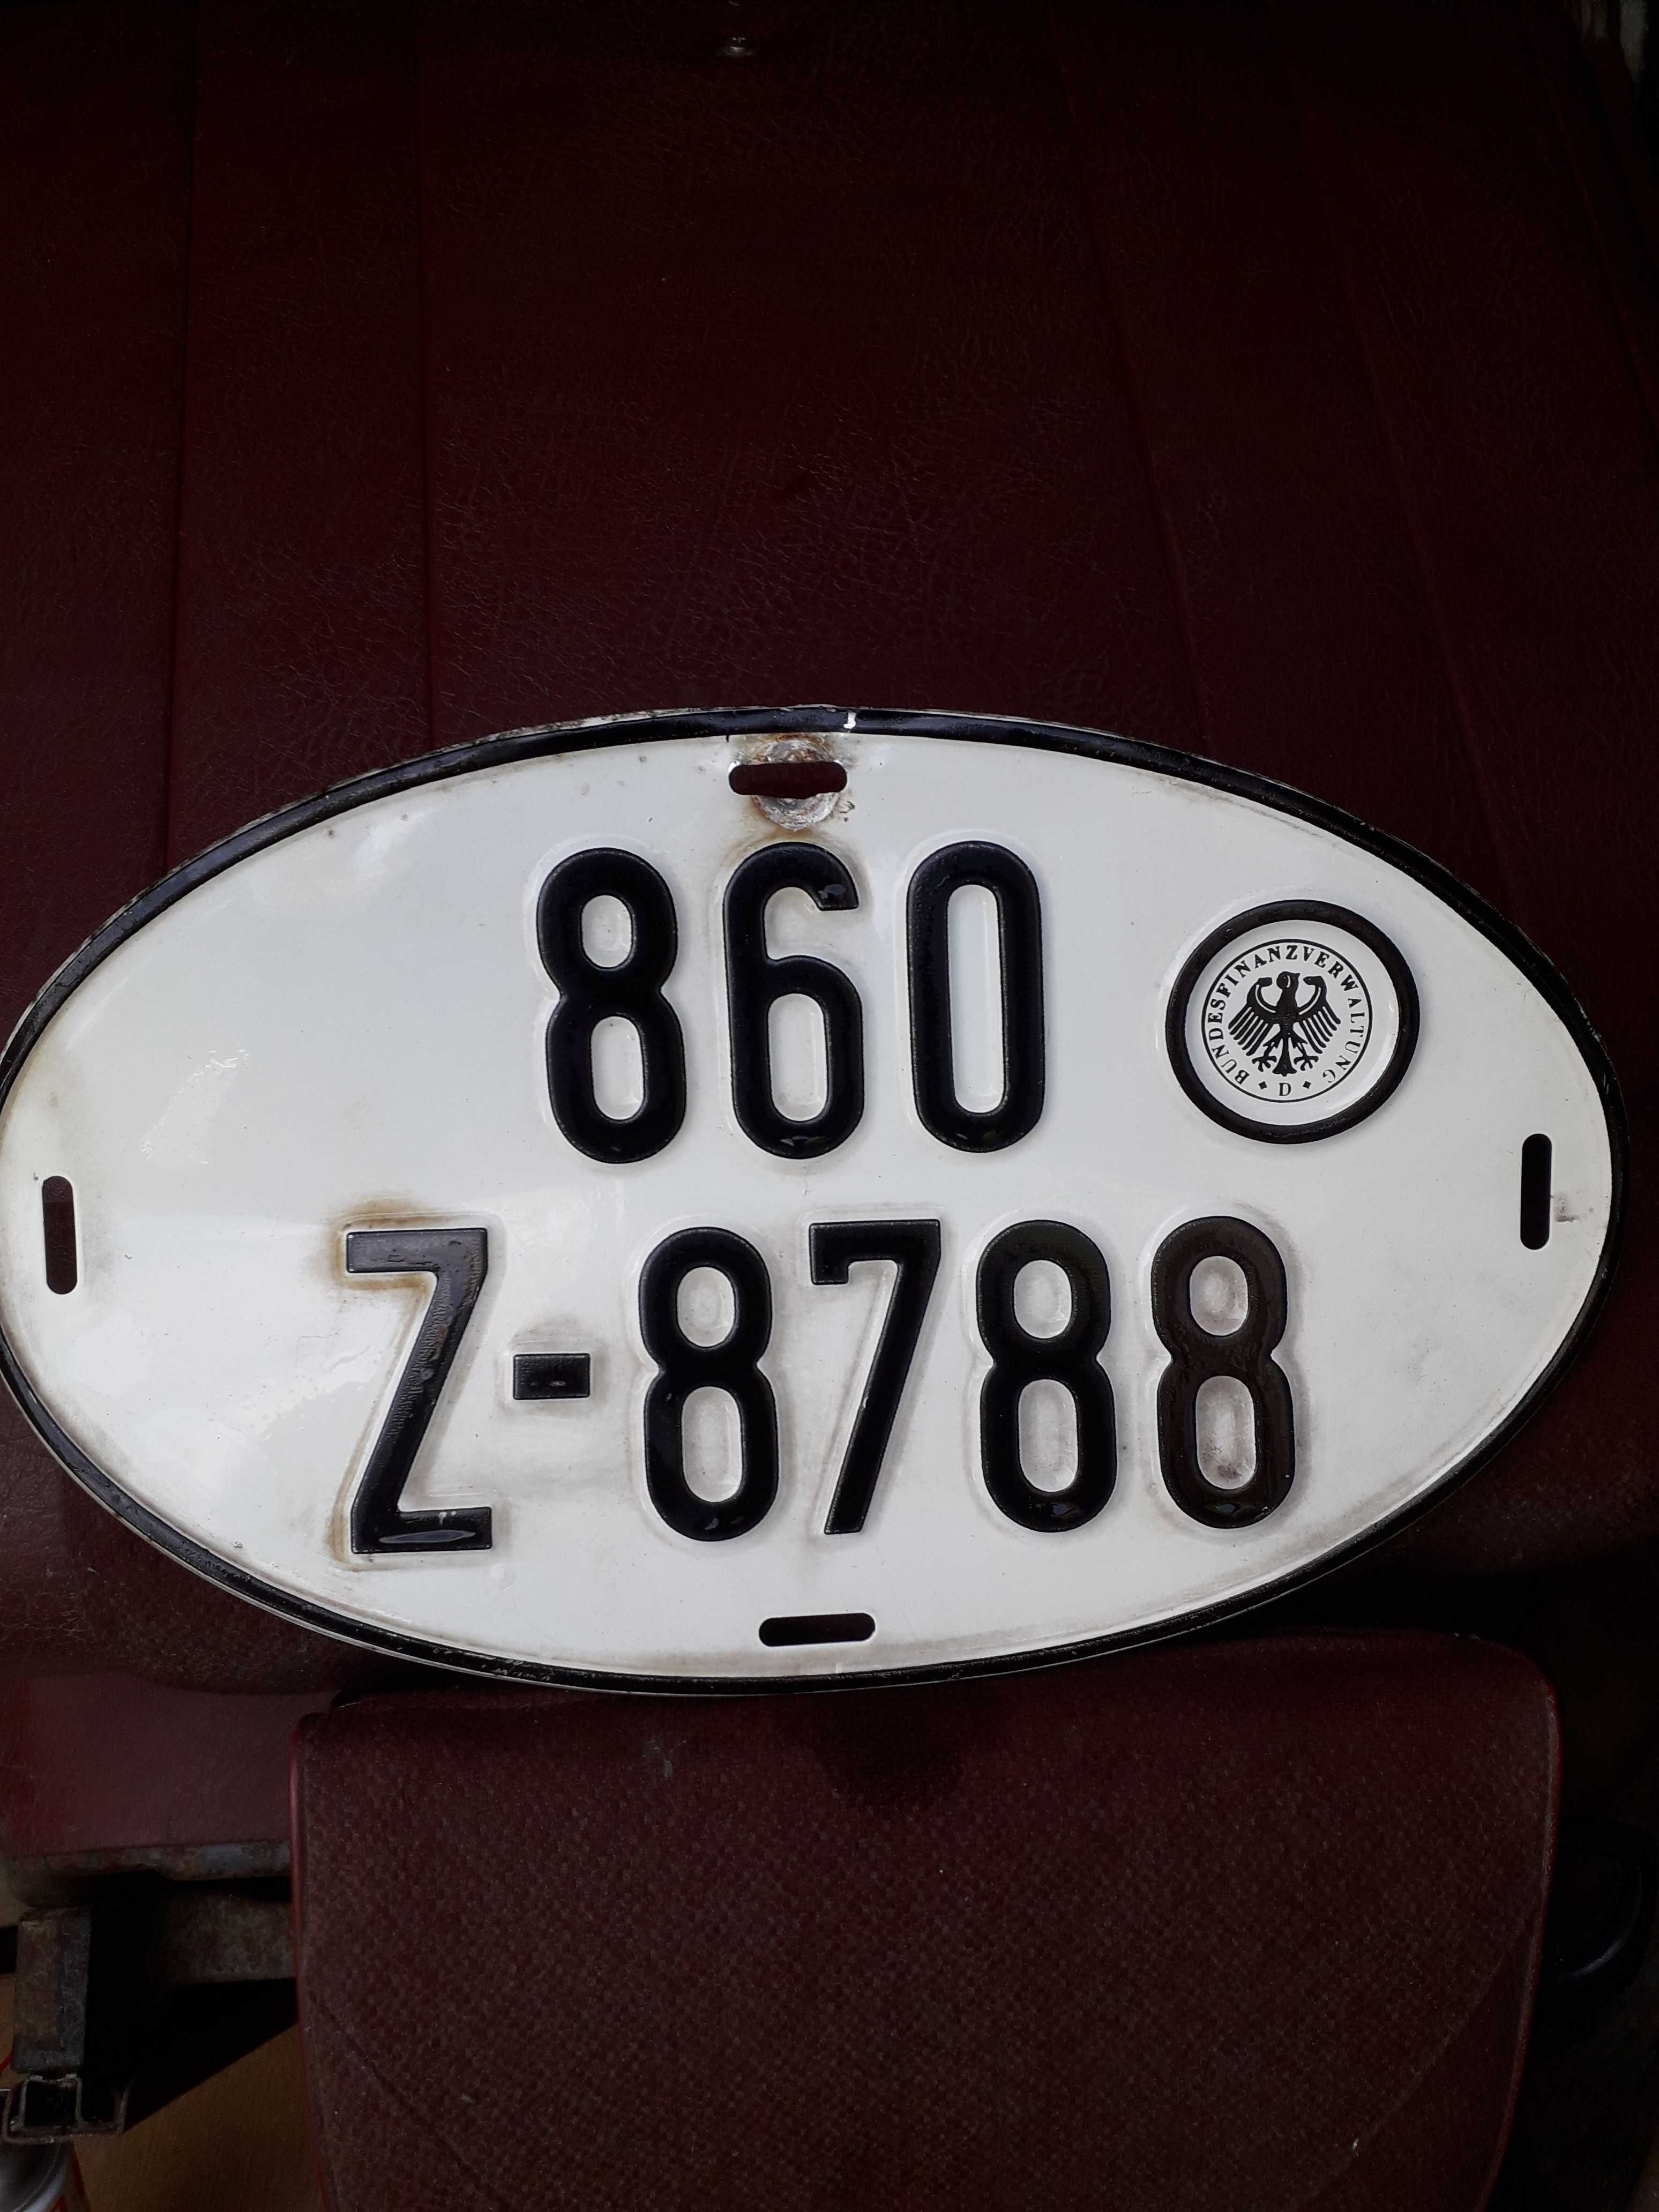 860
BUNDESFINANZVERWALTUNG
D
Z-8788